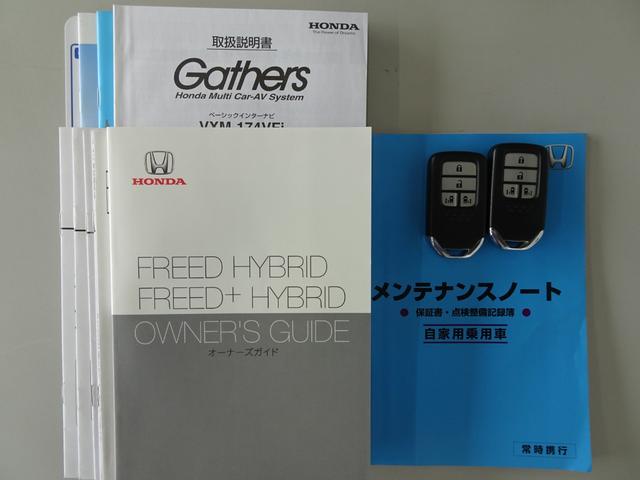 HONDA
The Power of Dreams
取扱説明書
Gathers
Honda Multi Car-AV System
ベーシックインターナビ
VXM-174VFi
HONDA
FREED HYBRID
FREED+ HYBRID
OWNER'S GUIDE
オーナーズガイド
メンテナンスノート
保証書・点検整備記録簿
自家用乗用車
常時携行